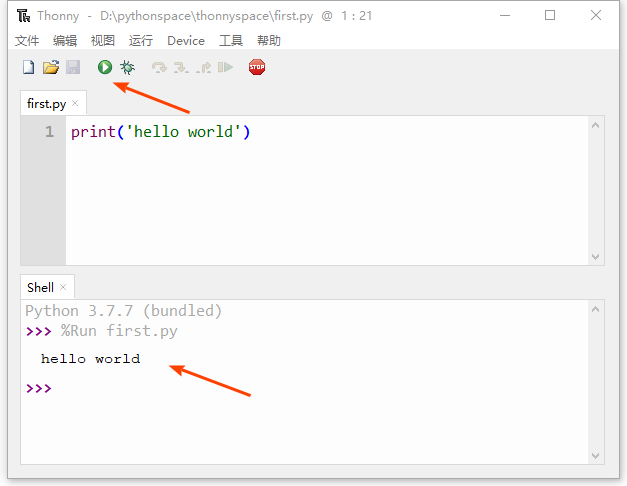 Thonny - D:\pythonspace\thonnyspace\first.py @ 1 : 21
文件 编辑 视图 运行 Device 工具 帮助
STOP
first.py ×
1 print('hello world')
Shell ×
Python 3.7.7 (bundled)
>>> %Run first.py
hello world
>>>